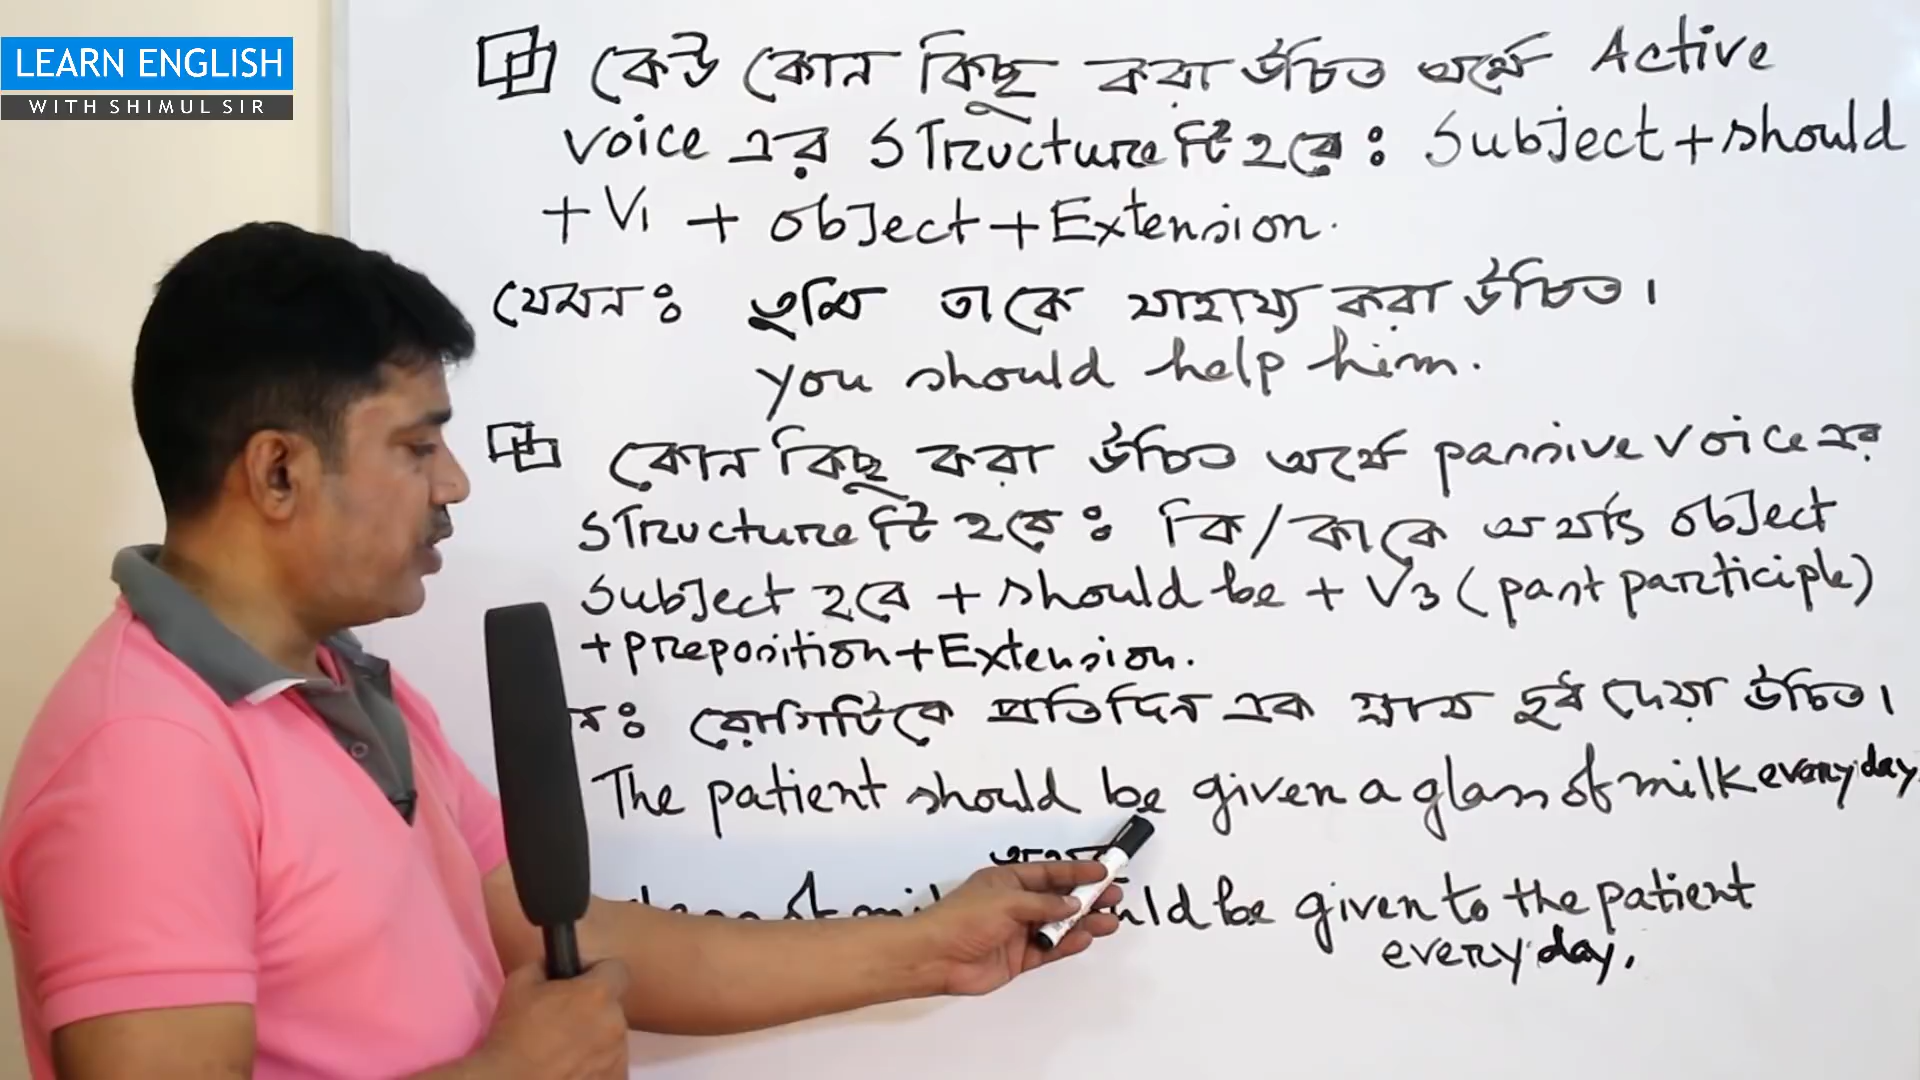 LEARN ENGLISH
WITH SHIMUL SIR
কেউ কোন কিছু করা উচিত অর্থে Active
voice এর Structure টি হবে : Subject + should
+ V1 + object + Extension.
যেমন : তুমি তাকে সাহায্য করা উচিত।
you should help him.
কোন কিছু করা উচিত অর্থে passive voice এর
Structure টি হবে : কি / কাকে অর্থাৎ object
Subject হবে + should be + V3 (past participle)
+ preposition + Extension.
রোগিটিকে প্রতিদিন এক গ্লাস দুধ দেয়া উচিত।
The patient should be given a glass of milk everyday
of be given to the patient
everyday.